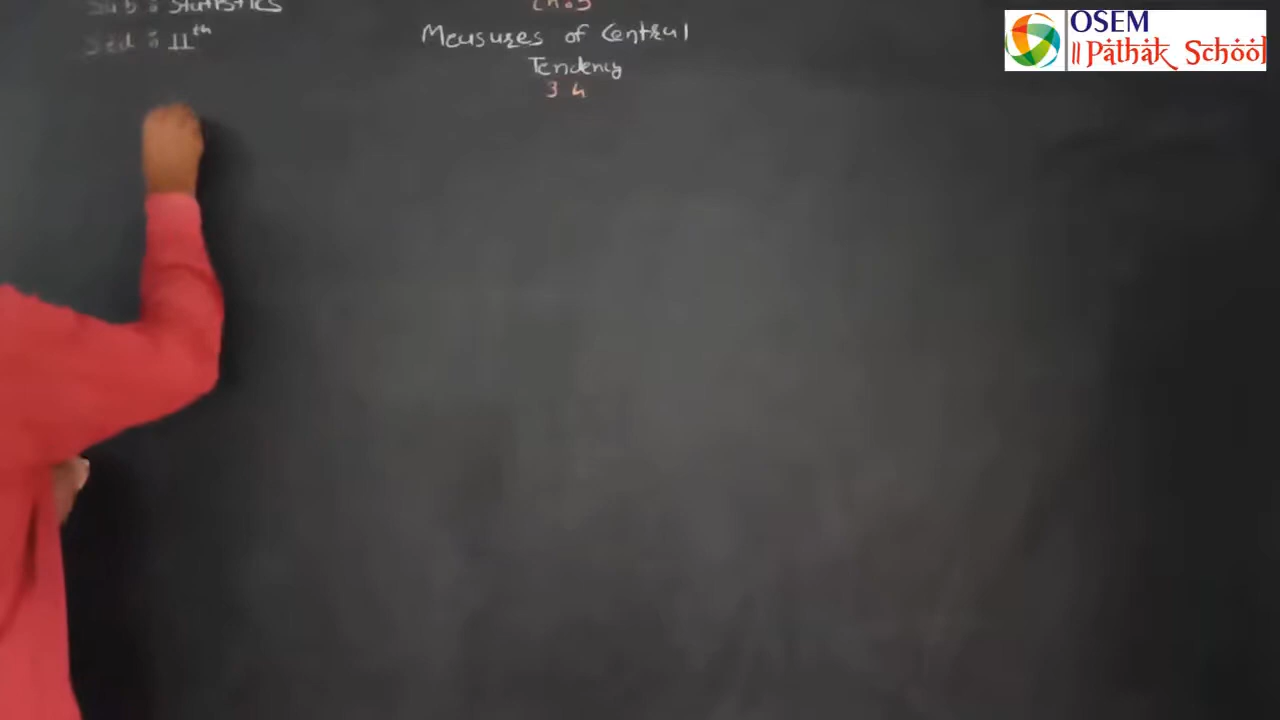 Sub : Statistics
Std : 11th
Ch. 3
Measures of Central
Tendency
3 4
OSEM
|| Pathak School